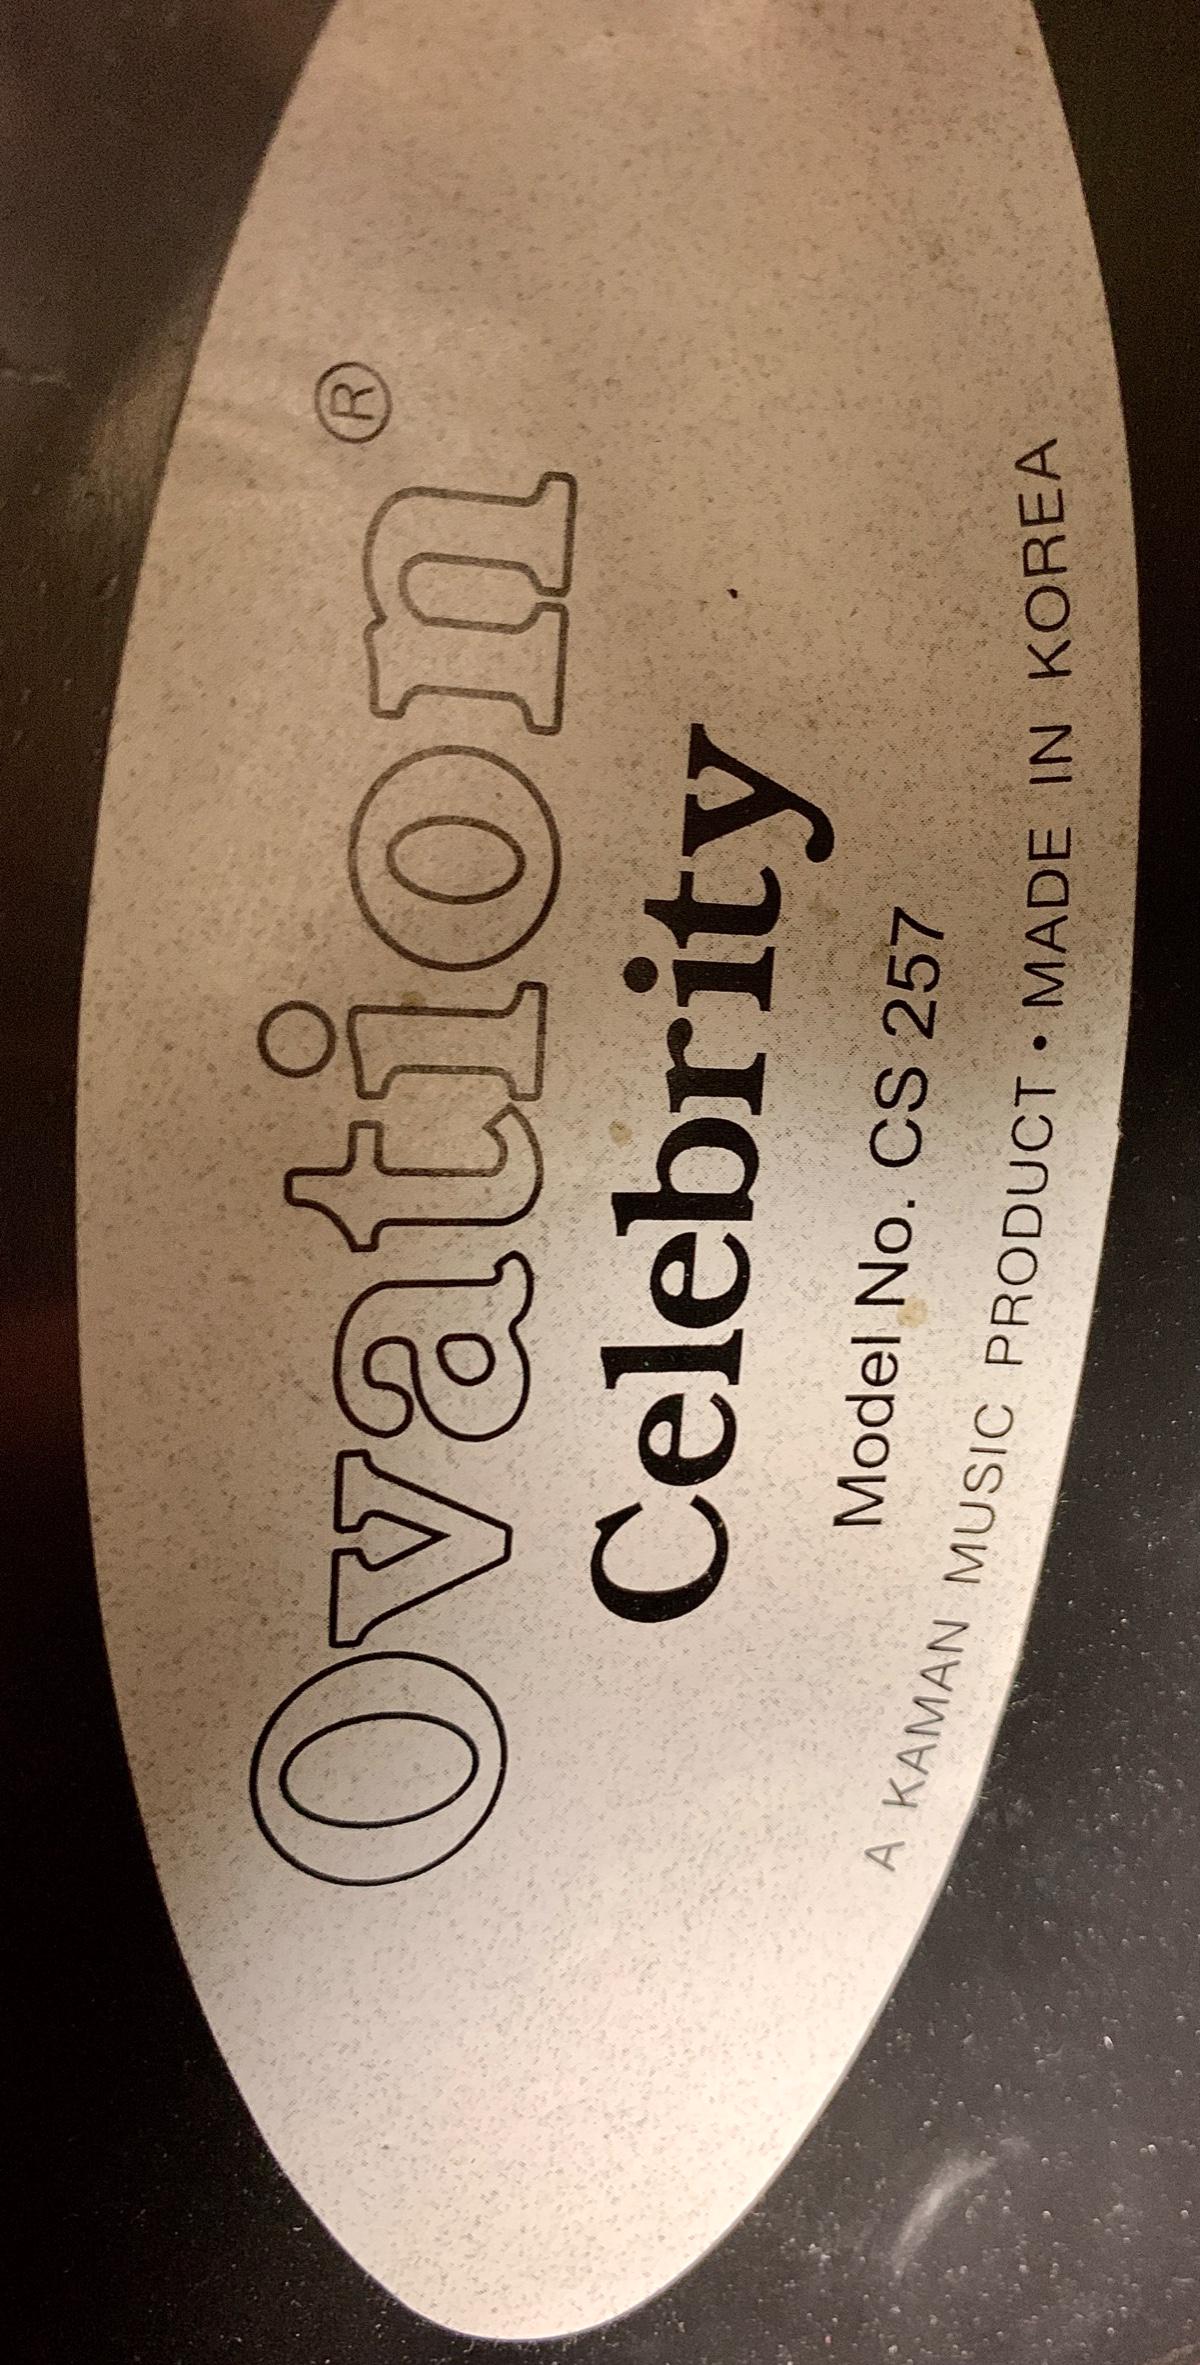 Ovation®
Celebrity
Model No. CS 257
A KAMAN MUSIC PRODUCT • MADE IN KOREA